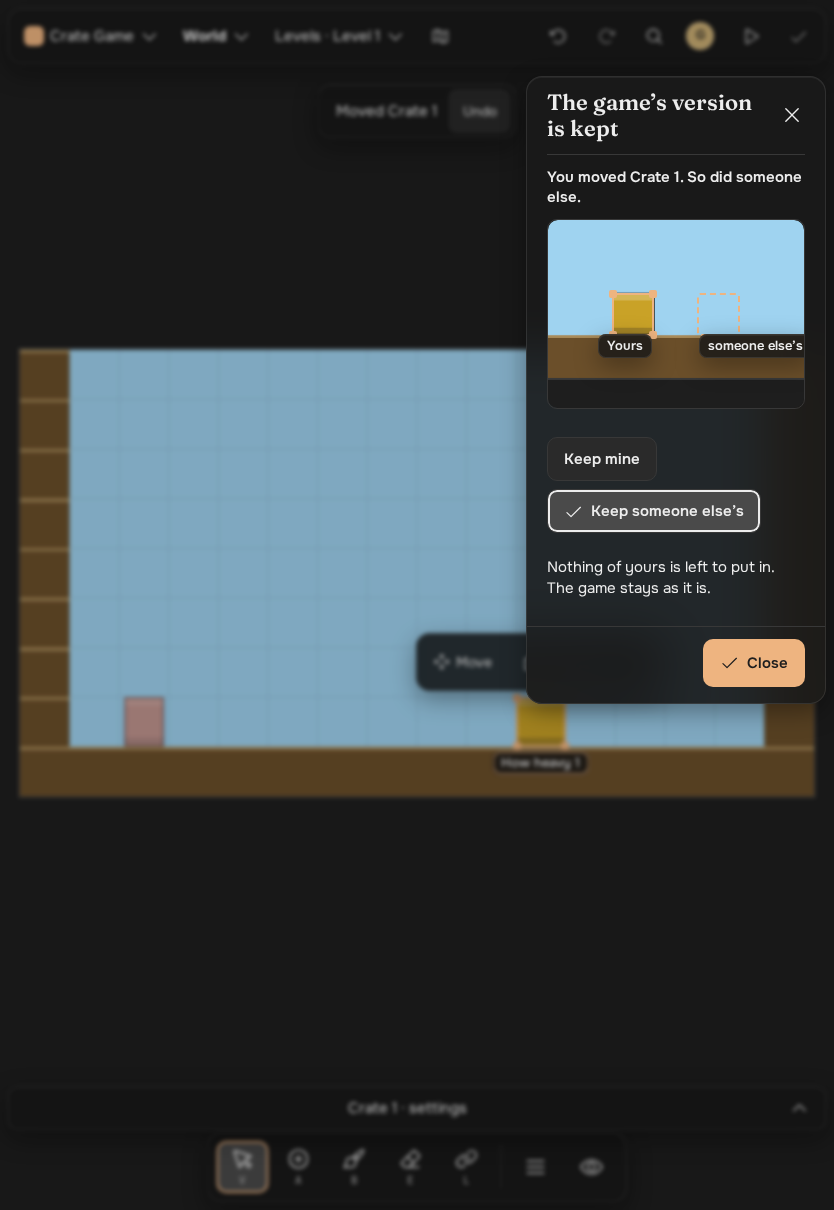 Crate Game
World
Levels · Level 1
Moved Crate 1
Undo
The game’s version
is kept
You moved Crate 1. So did someone
else.
Yours
someone else’s
Keep mine
Keep someone else’s
Nothing of yours is left to put in.
The game stays as it is.
Move
Close
How heavy 1
Crate 1 · settings
V
A
B
E
L